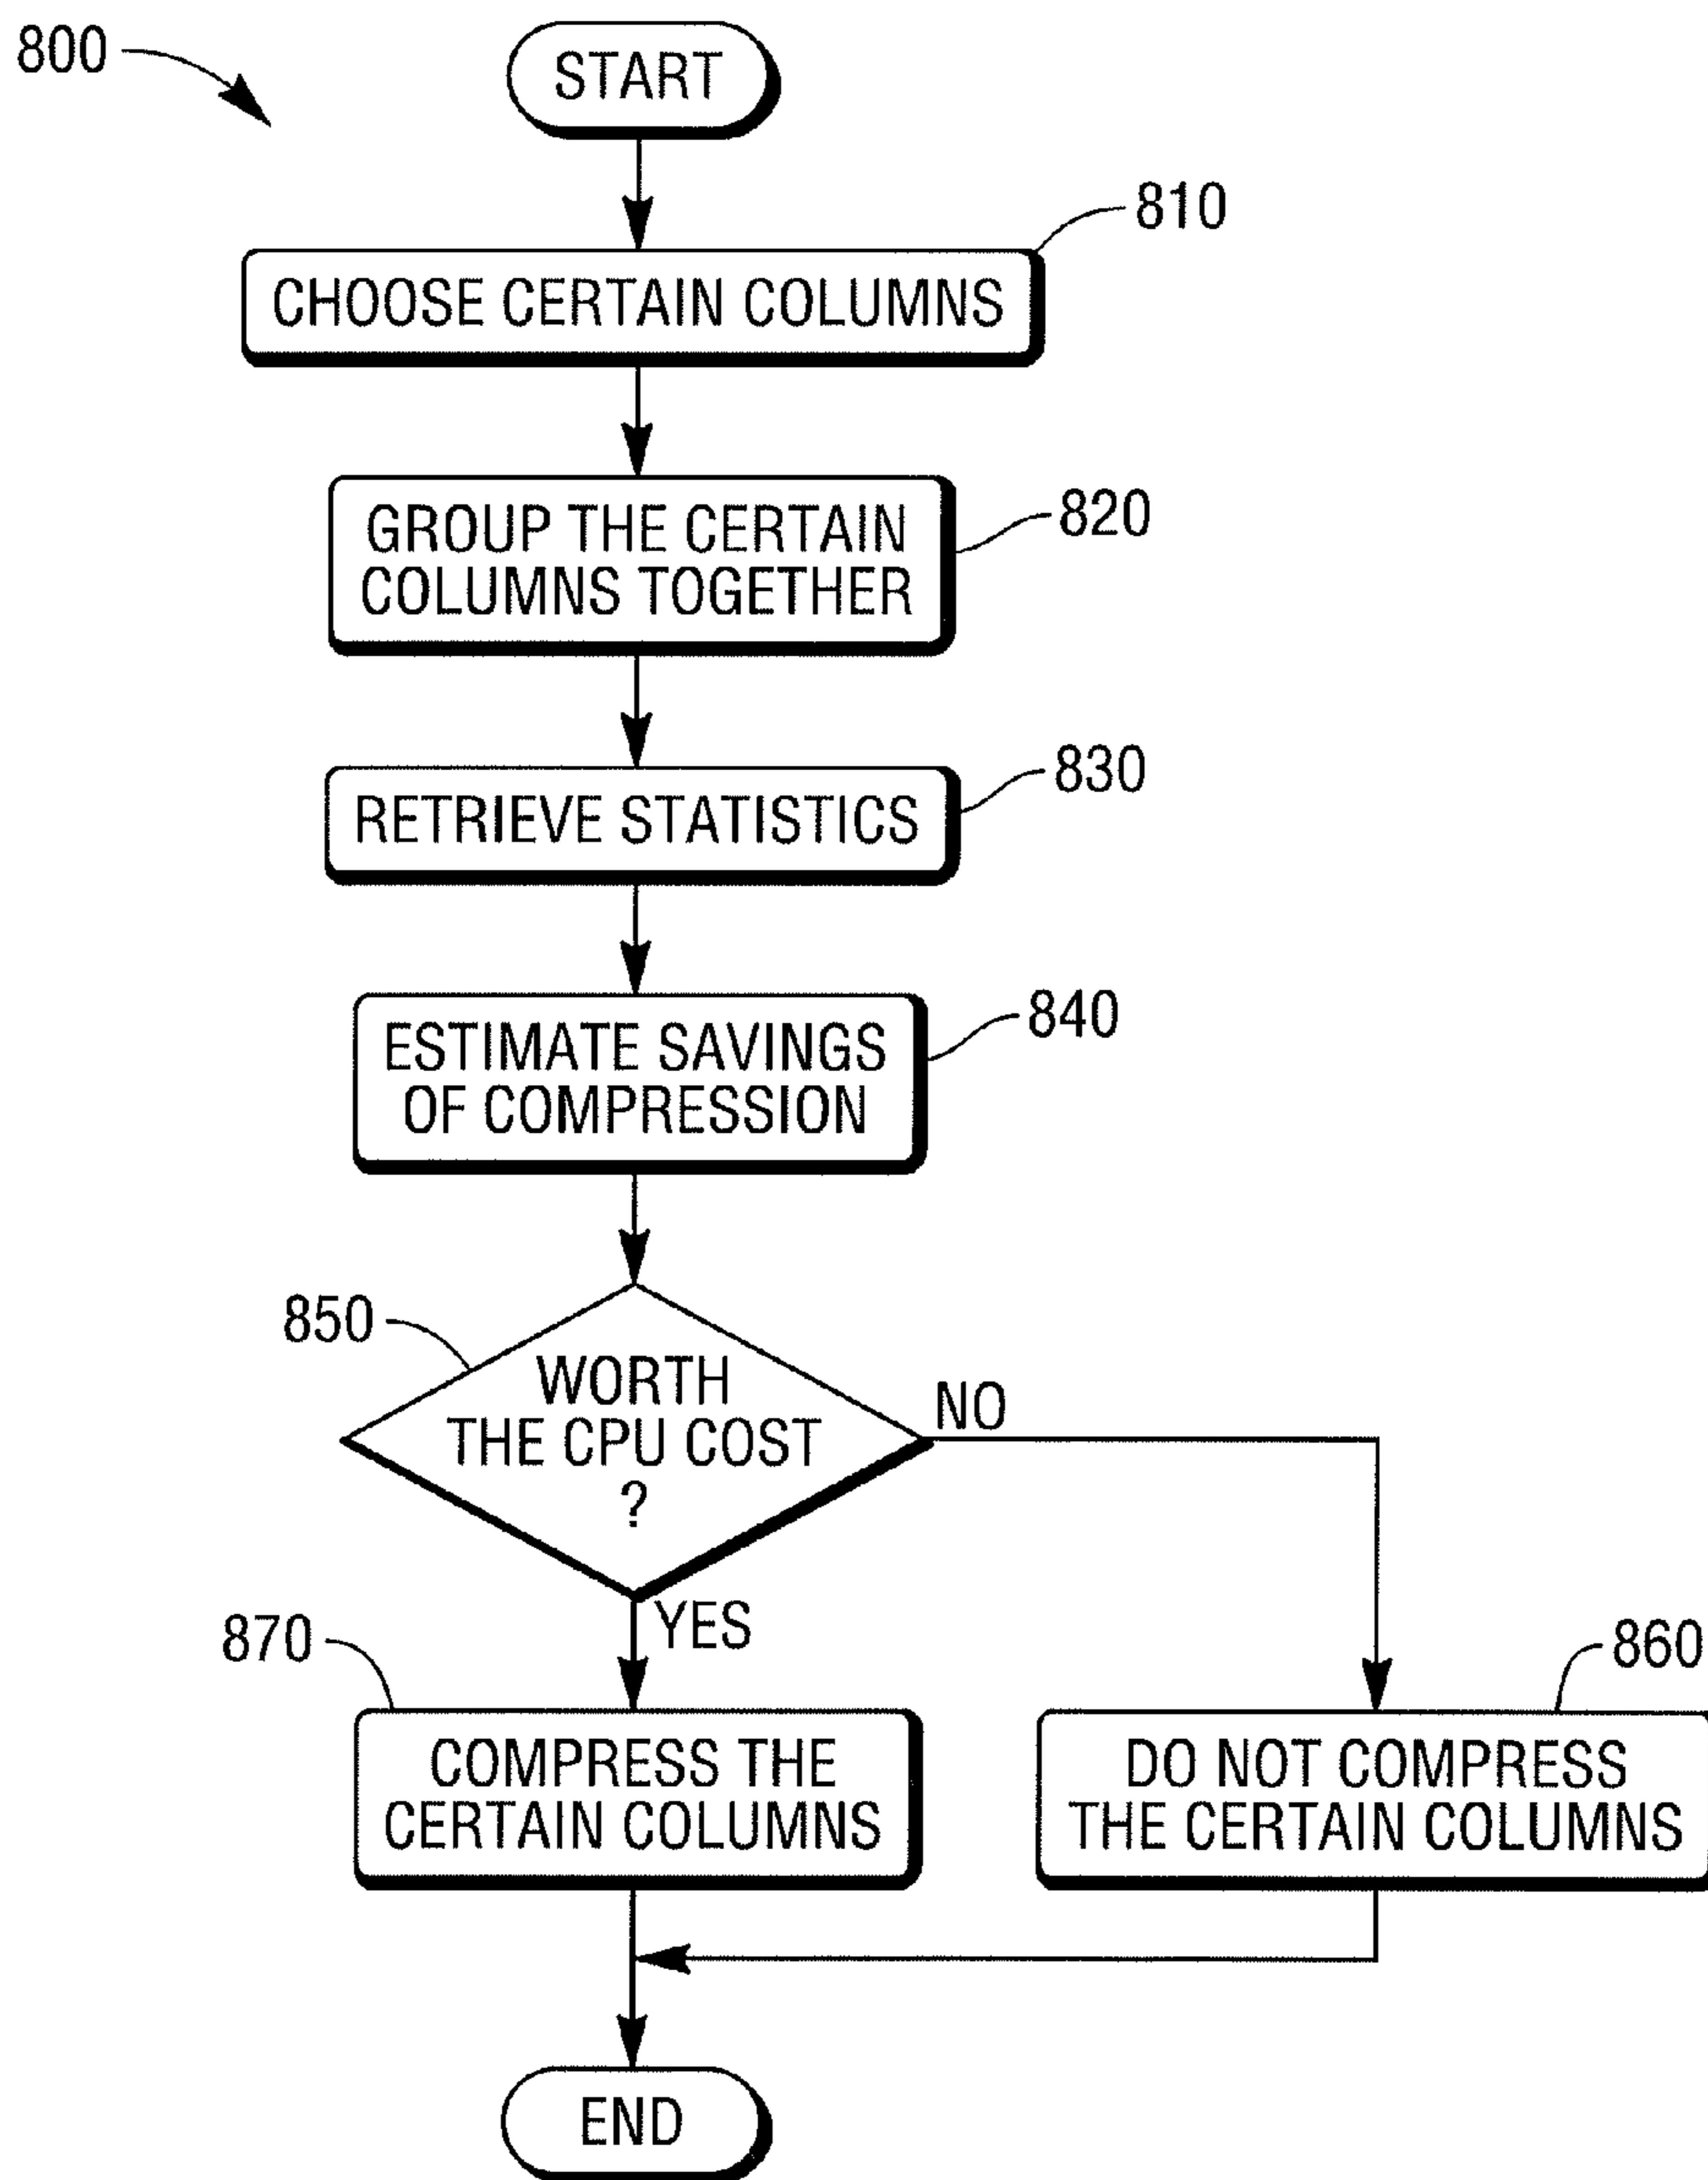 800
START
810
CHOOSE CERTAIN COLUMNS
820
GROUP THE CERTAIN
COLUMNS TOGETHER
830
RETRIEVE STATISTICS
840
ESTIMATE SAVINGS
OF COMPRESSION
850
WORTH
THE CPU COST
?
NO
YES
870
COMPRESS THE
CERTAIN COLUMNS
860
DO NOT COMPRESS
THE CERTAIN COLUMNS
END